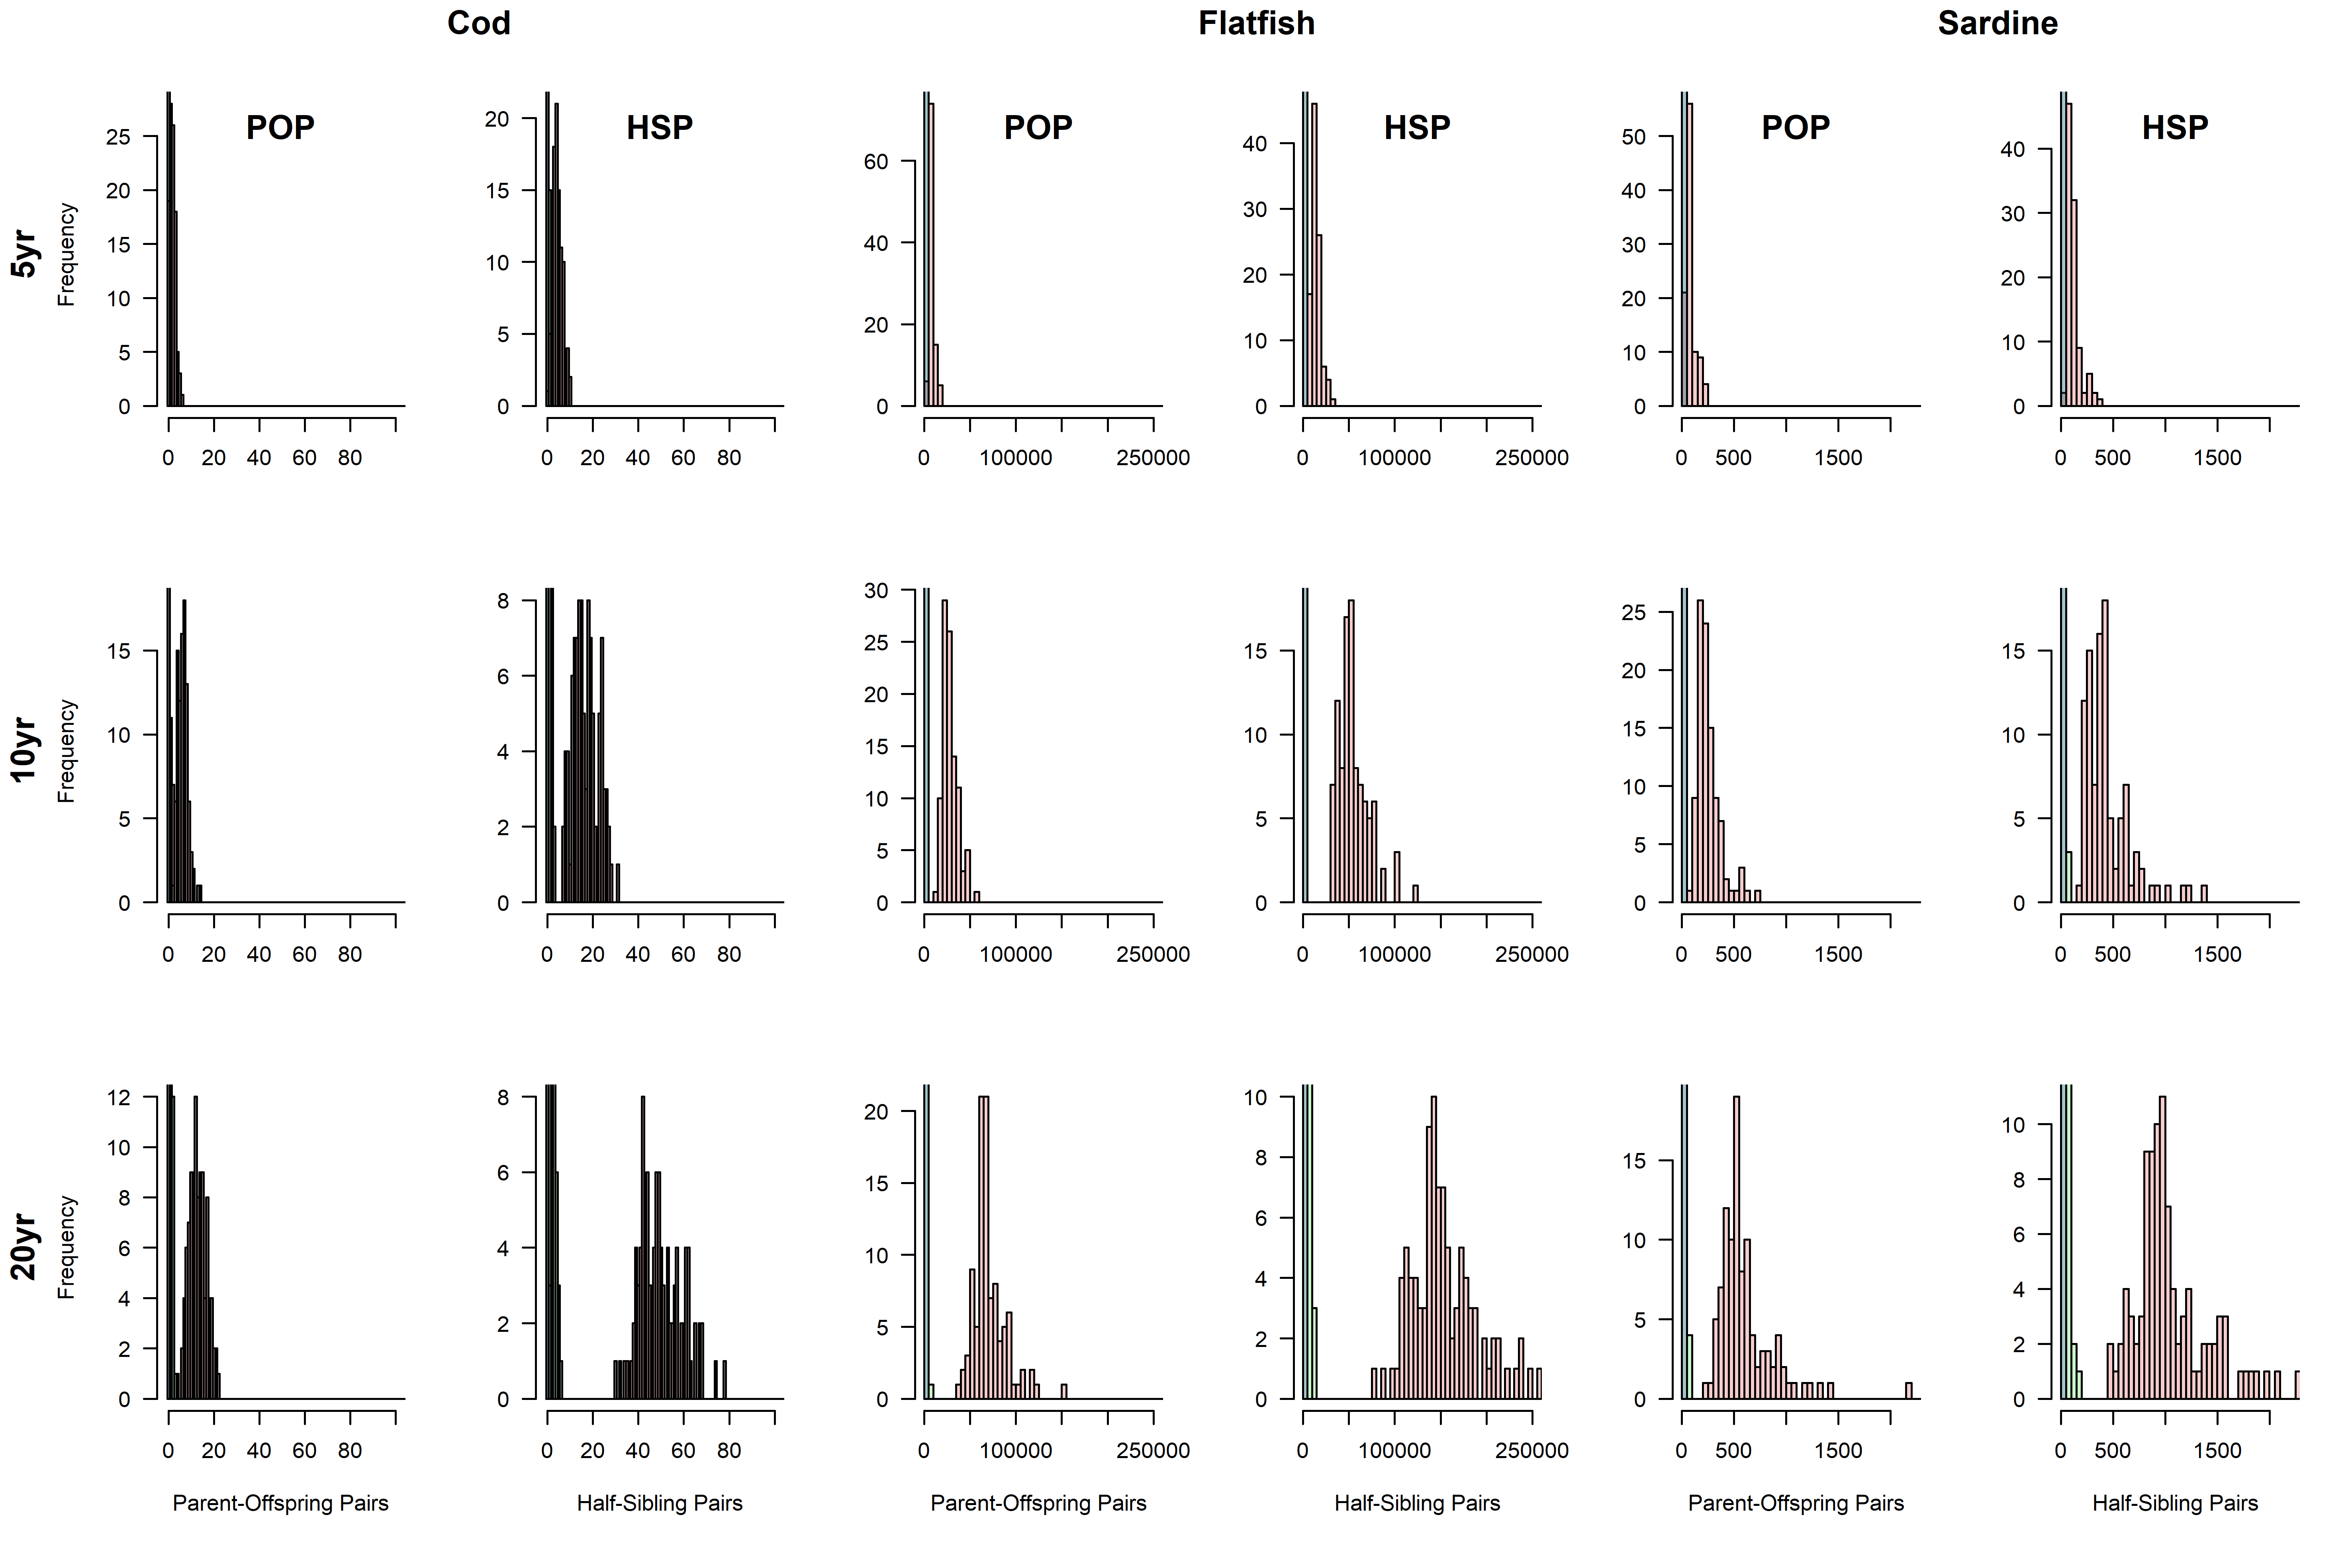 Cod Flatfish Sardine
POP HSP POP HSP POP HSP
5yr
Frequency
0 5 10 15 20 25
0 20 40 60 80
0 5 10 15 20
0 20 40 60 80
0 20 40 60
0 100000 250000
0 10 20 30 40
0 100000 250000
0 10 20 30 40 50
0 500 1500
0 10 20 30 40
0 500 1500
10yr
Frequency
0 5 10 15
0 20 40 60 80
0 2 4 6 8
0 20 40 60 80
0 5 10 15 20 25 30
0 100000 250000
0 5 10 15
0 100000 250000
0 5 10 15 20 25
0 500 1500
0 5 10 15
0 500 1500
20yr
Frequency
0 2 4 6 8 10 12
0 20 40 60 80
Parent-Offspring Pairs
0 2 4 6 8
0 20 40 60 80
Half-Sibling Pairs
0 5 10 15 20
0 100000 250000
Parent-Offspring Pairs
0 2 4 6 8 10
0 100000 250000
Half-Sibling Pairs
0 5 10 15
0 500 1500
Parent-Offspring Pairs
0 2 4 6 8 10
0 500 1500
Half-Sibling Pairs